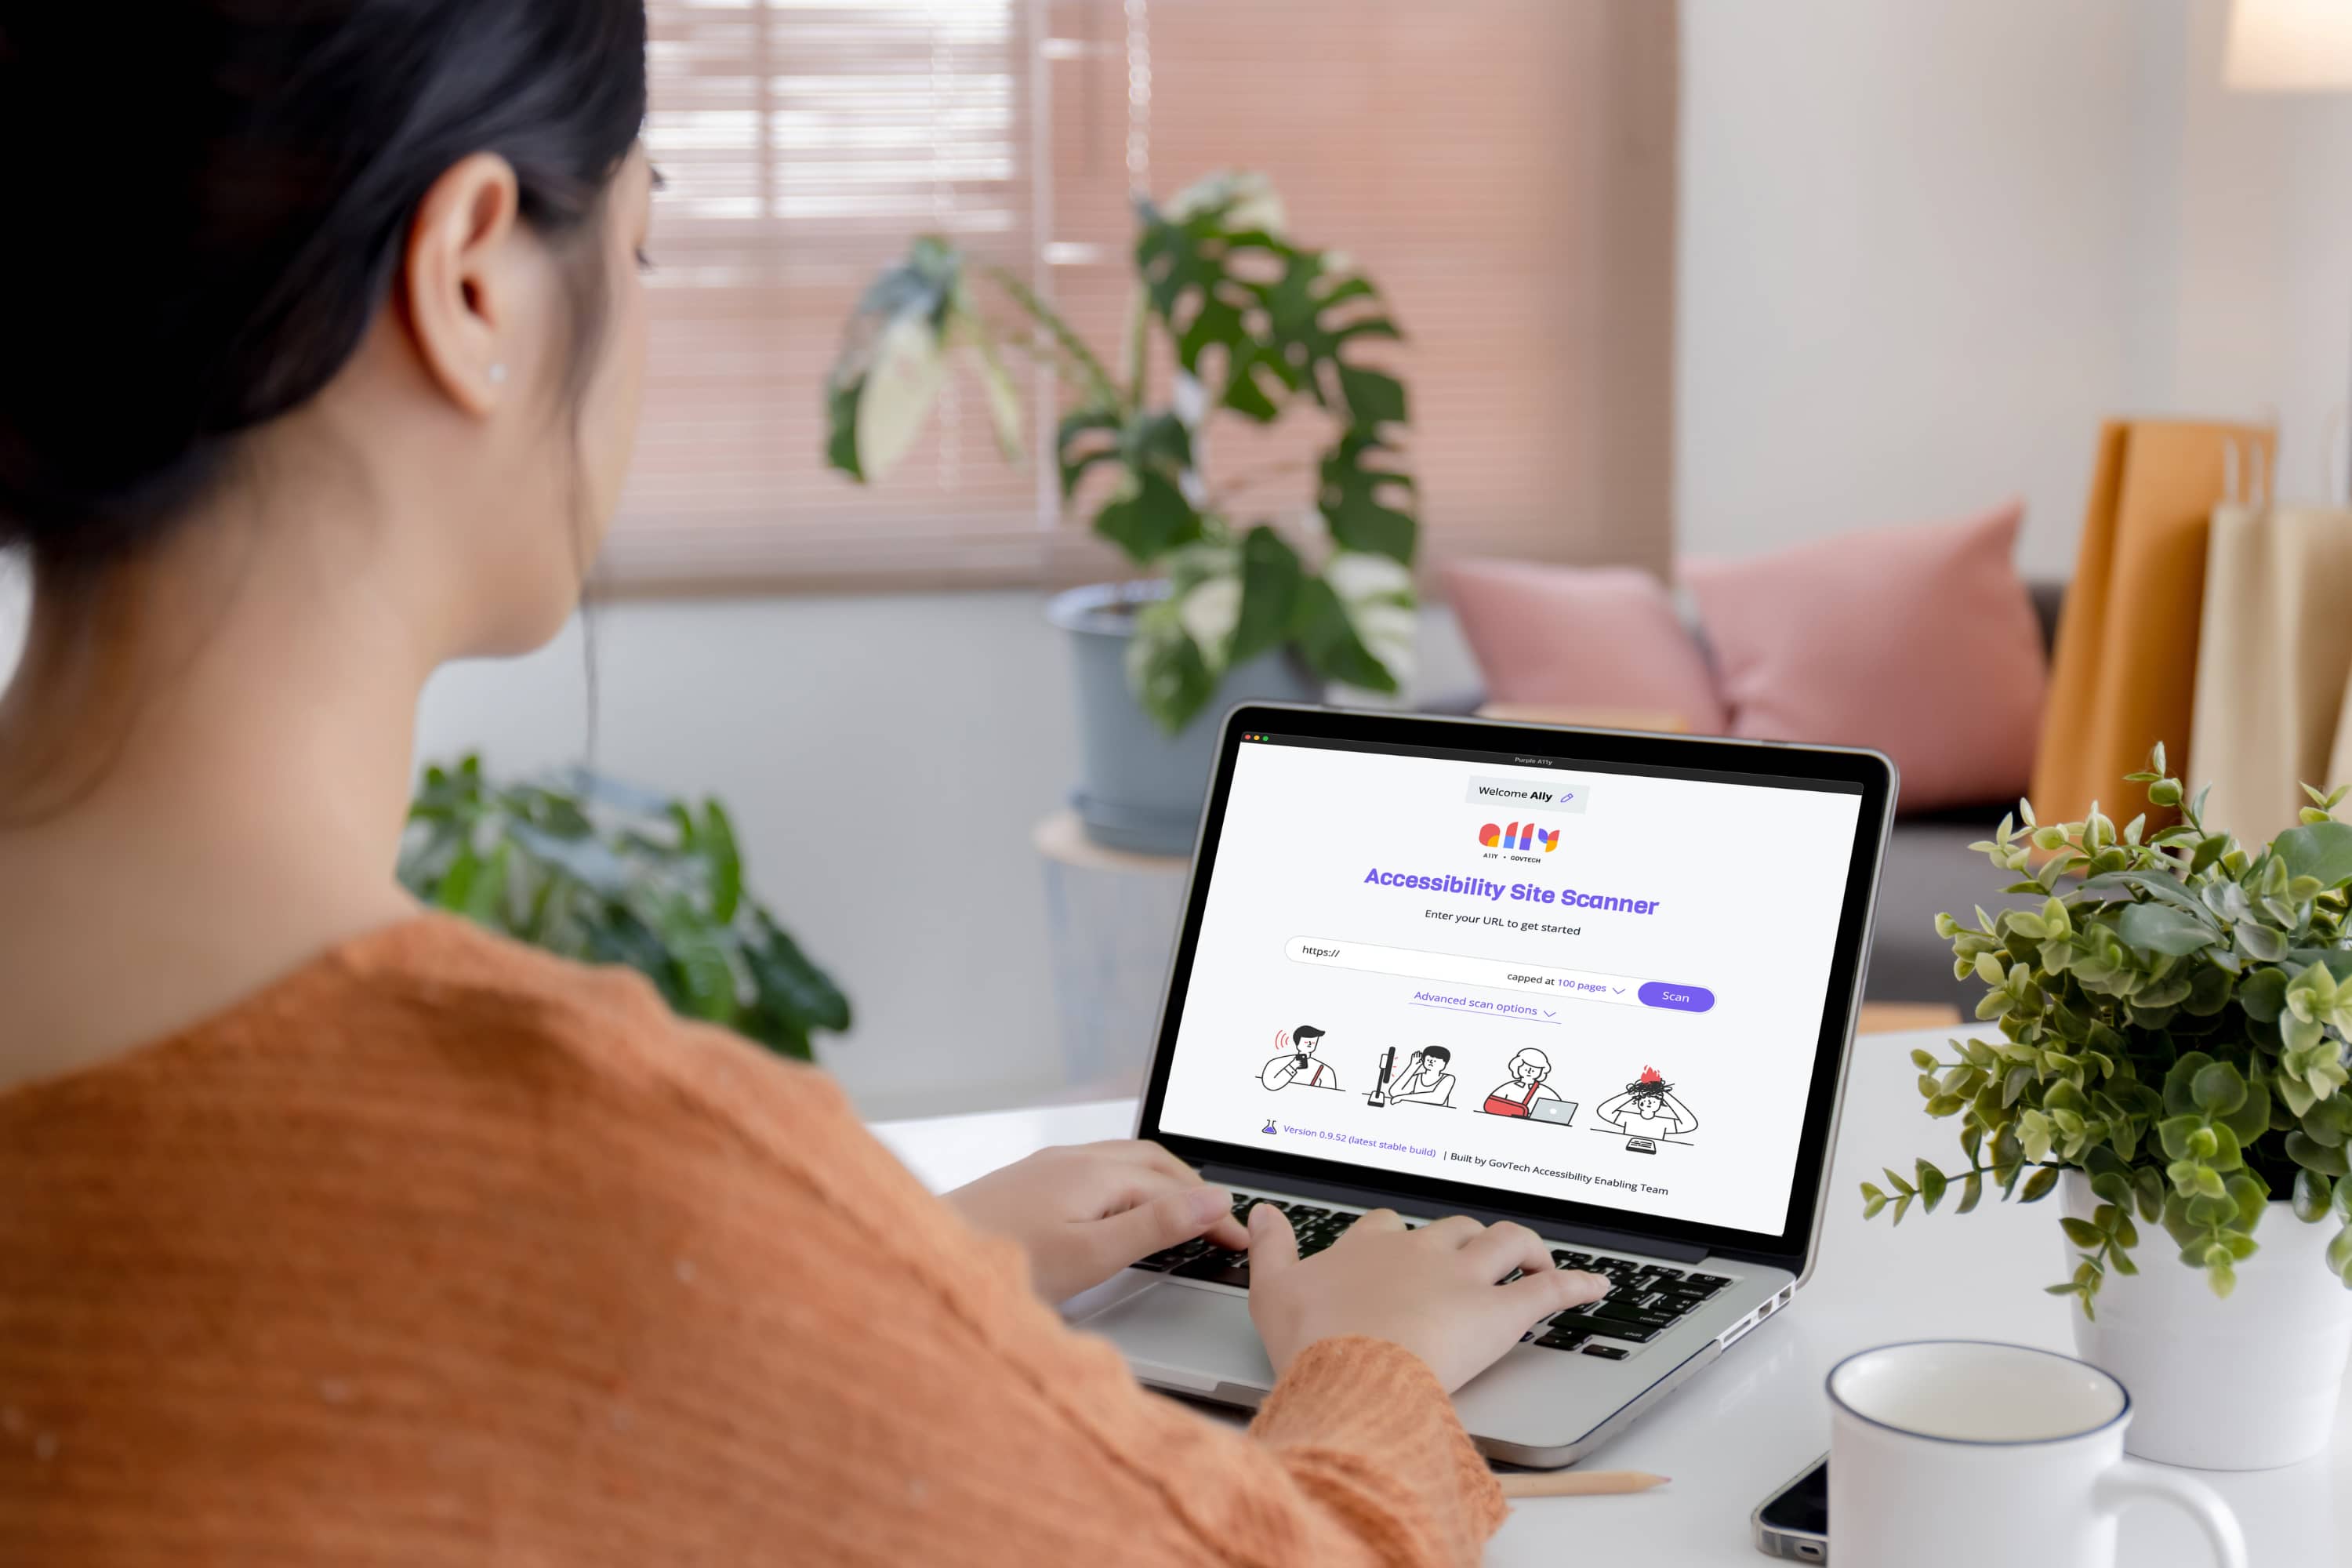 Purple A11y
Welcome Ally
a11y
A11Y • GOVTECH
Accessibility Site Scanner
Enter your URL to get started
https://
capped at 100 pages
Scan
Advanced scan options
Version 0.9.52 (latest stable build) | Built by GovTech Accessibility Enabling Team
return
shift